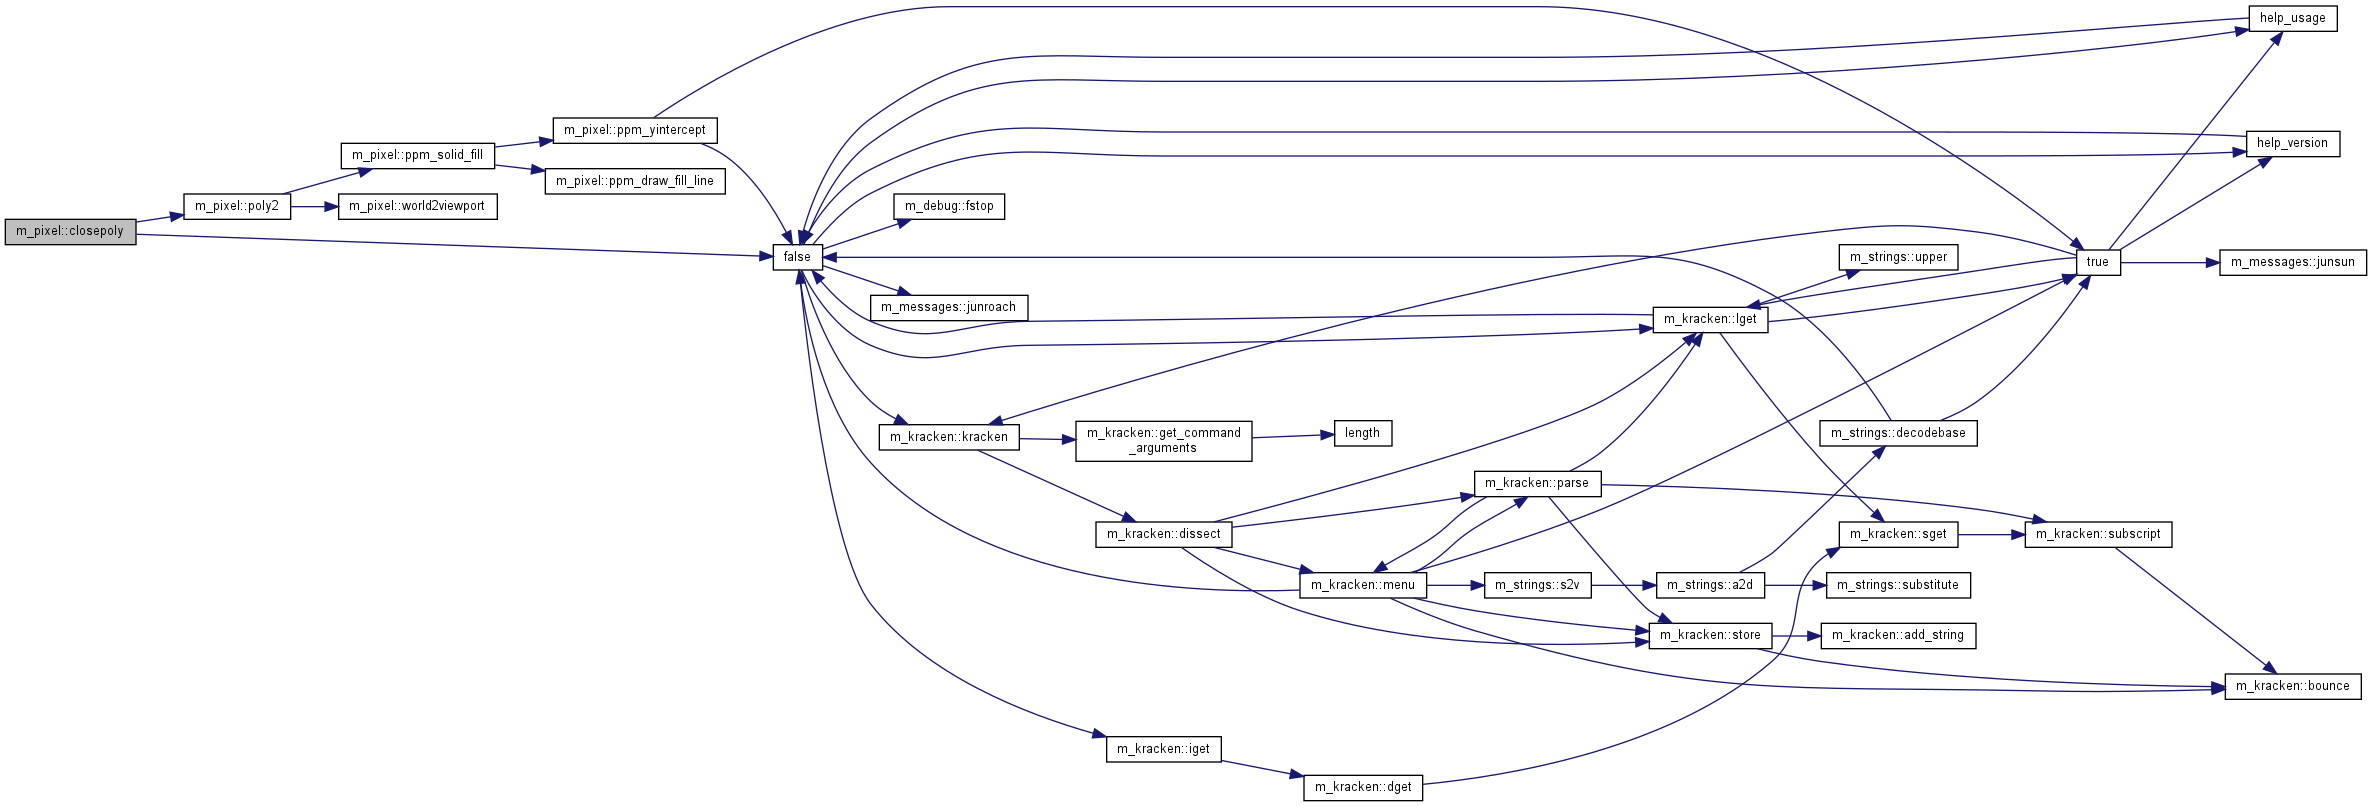 help_usage
m_pixel::ppm_yintercept
help_version
m_pixel::ppm_solid_fill
m_pixel::ppm_draw_fill_line
m_pixel::poly2
m_pixel::world2viewport
m_debug::fstop
m_pixel::closepoly
false
m_strings::upper
true
m_messages::junsun
m_messages::junroach
m_kracken::lget
m_kracken::kracken
m_kracken::get_command
_arguments
length
m_strings::decodebase
m_kracken::parse
m_kracken::dissect
m_kracken::sget
m_kracken::subscript
m_kracken::menu
m_strings::s2v
m_strings::a2d
m_strings::substitute
m_kracken::store
m_kracken::add_string
m_kracken::bounce
m_kracken::iget
m_kracken::dget